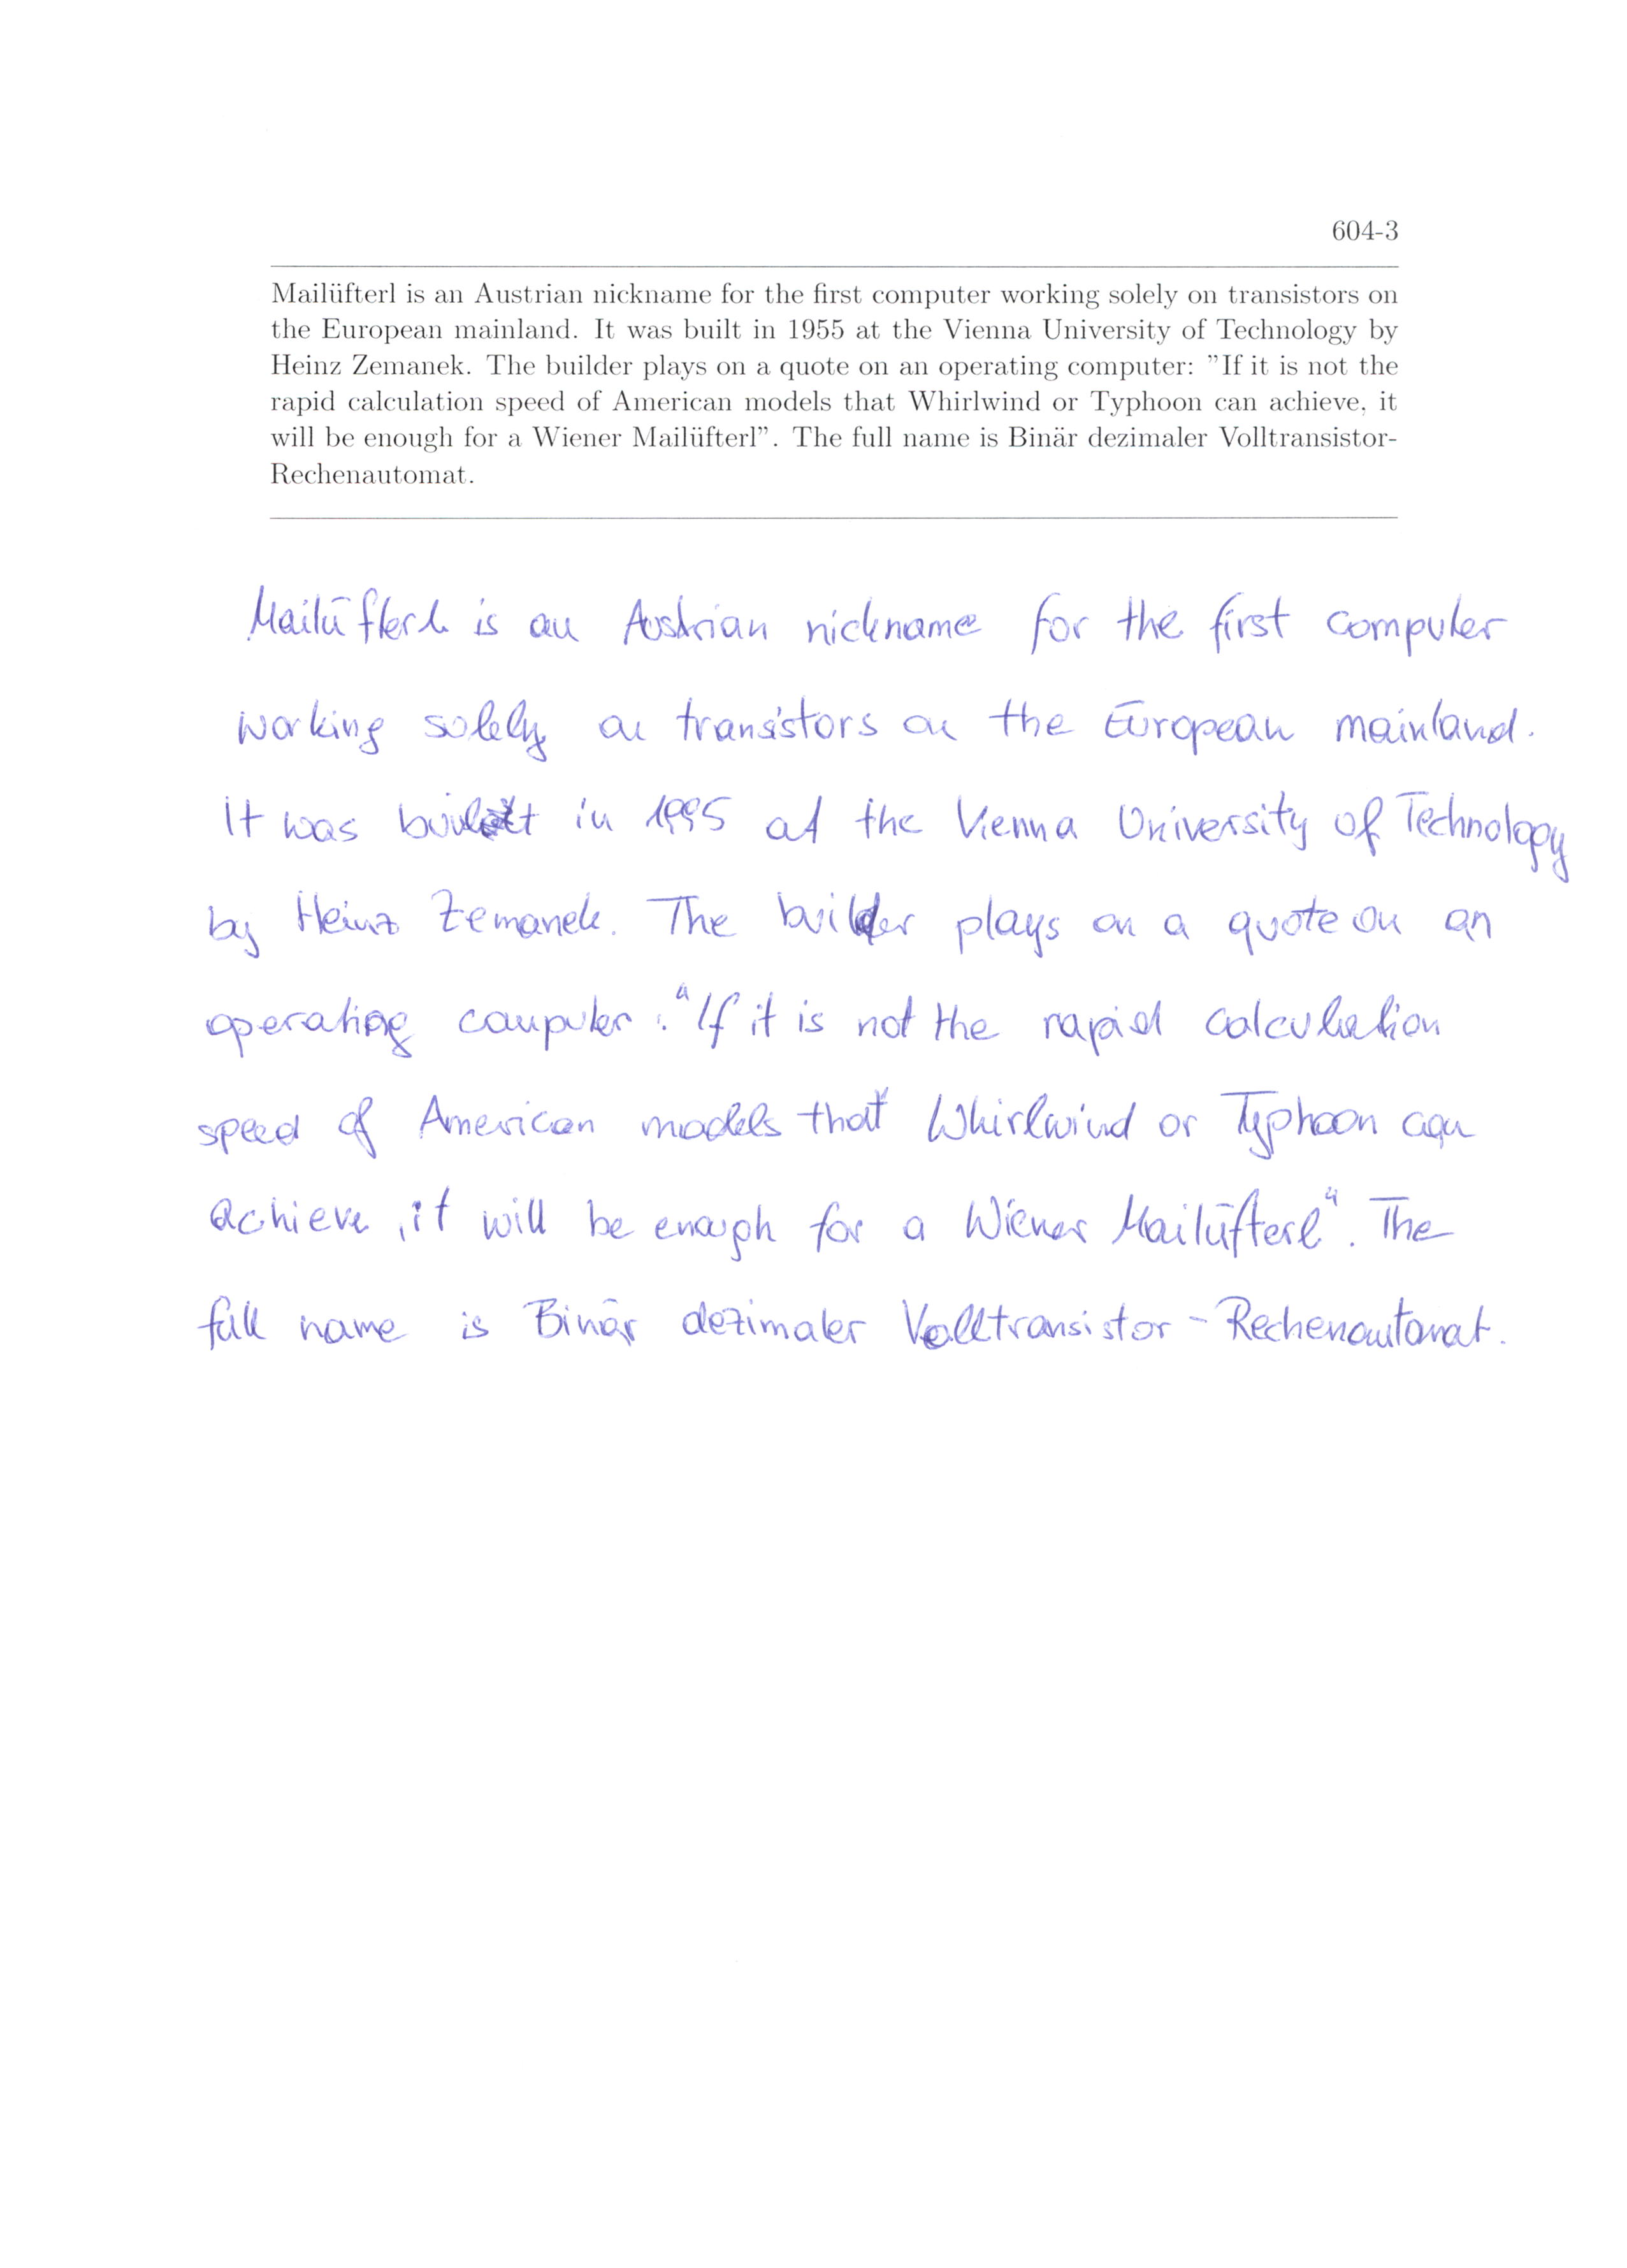 604-3
Mailüfterl is an Austrian nickname for the first computer working solely on transistors on
the European mainland. It was built in 1955 at the Vienna University of Technology by
Heinz Zemanek. The builder plays on a quote on an operating computer: ”If it is not the
rapid calculation speed of American models that Whirlwind or Typhoon can achieve, it
will be enough for a Wiener Mailüfterl”. The full name is Binär dezimaler Volltransistor-
Rechenautomat.
Mailüfterl is an Austrian nickname for the first computer
working solely on transistors on the European mainland.
It was built in 1995 at the Vienna University of Technology
by Heinz Zemanek. The builder plays on a quote on an
operating computer: "If it is not the rapid calculation
speed of American models that Whirlwind or Typhoon can
achieve, it will be enough for a Wiener Mailüfterl". The
full name is Binär dezimaler Volltransistor-Rechenautomat.